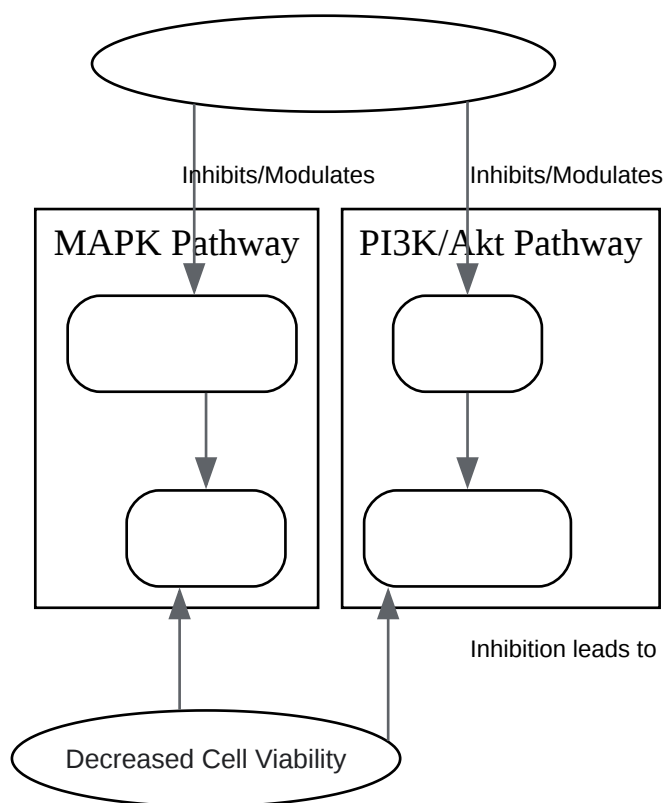 Inhibits/Modulates
Inhibits/Modulates
MAPK Pathway
PI3K/Akt Pathway
Inhibition leads to
Decreased Cell Viability